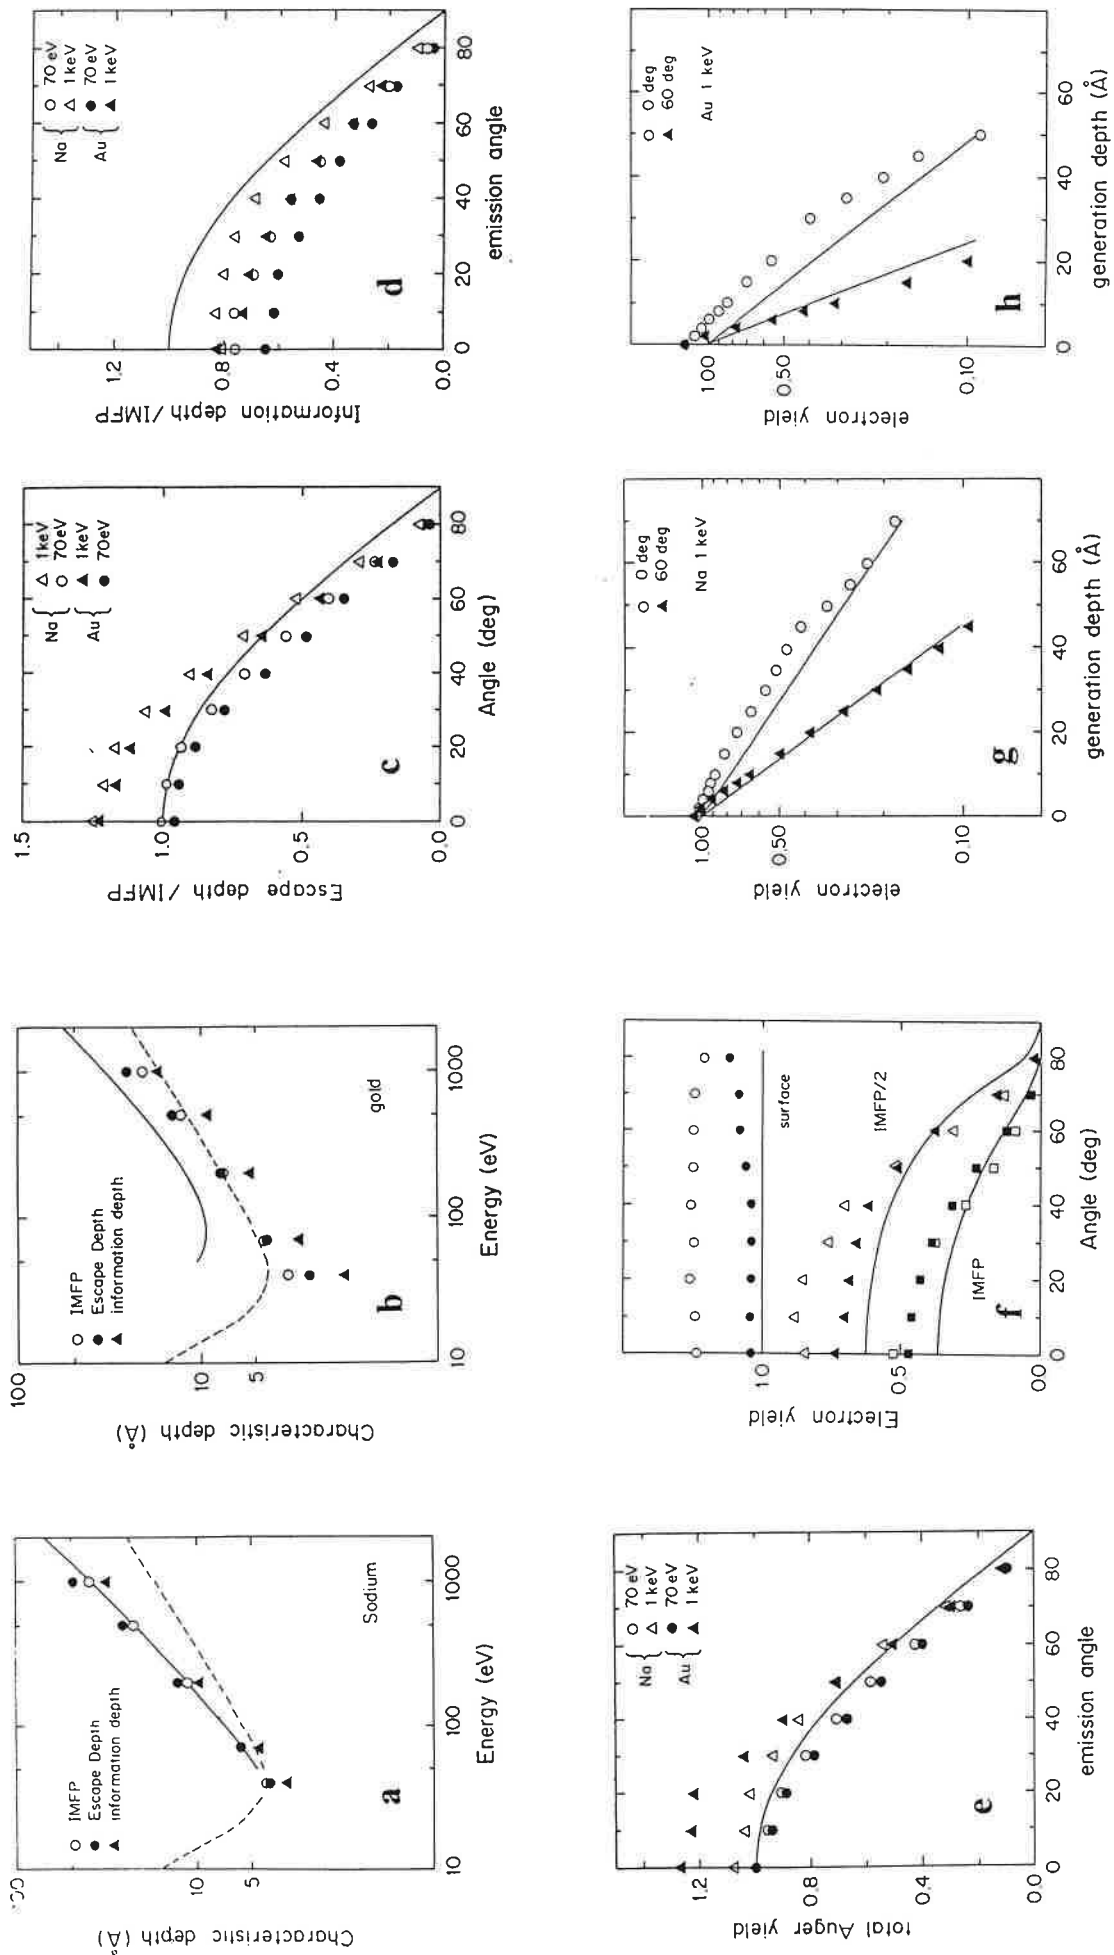 100
10
5
Characteristic depth (Å)
○ IMFP
● Escape Depth
▲ information depth
Sodium
a
10
100
1000
Energy (eV)
100
10
5
Characteristic depth (Å)
○ IMFP
● Escape Depth
▲ information depth
gold
b
10
100
1000
Energy (eV)
1.5
1.0
0.5
0.0
Escape depth / IMFP
Na { △ 1keV
○ 70eV
Au { ▲ 1keV
● 70eV
c
0
20
40
60
80
Angle (deg)
1.2
0.8
0.4
0.0
Information depth / IMFP
Na { ○ 70 eV
△ 1 keV
Au { ● 70 eV
▲ 1 keV
d
0
20
40
60
80
emission angle
1.2
0.8
0.4
0.0
total Auger yield
Na { ○ 70 eV
△ 1 keV
Au { ● 70 eV
▲ 1 keV
e
0
20
40
60
80
emission angle
1.0
0.5
0.0
Electron yield
surface
IMFP/2
IMFP
f
0
20
40
60
80
Angle (deg)
1.00
0.50
0.10
electron yield
○ 0 deg
▲ 60 deg
Na 1 keV
g
0
20
40
60
generation depth (Å)
1.00
0.50
0.10
electron yield
○ 0 deg
▲ 60 deg
Au 1 keV
h
0
20
40
60
generation depth (Å)